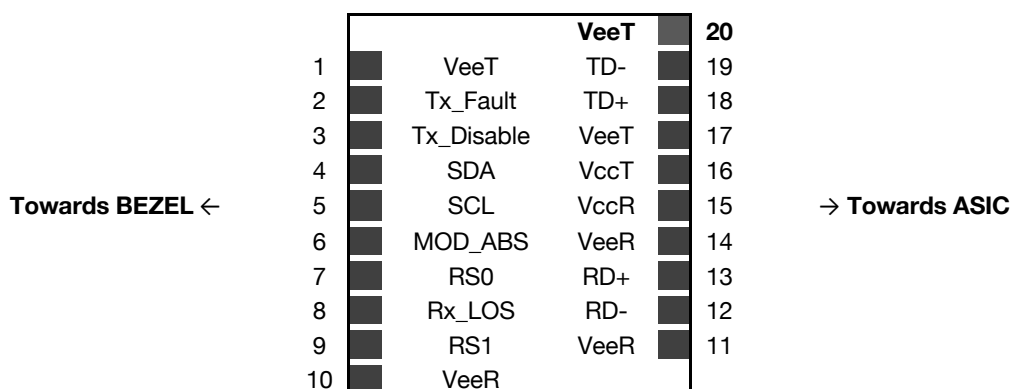 VeeT 20
1 VeeT TD- 19
2 Tx_Fault TD+ 18
3 Tx_Disable VeeT 17
4 SDA VccT 16
Towards BEZEL ← 5 SCL VccR 15 → Towards ASIC
6 MOD_ABS VeeR 14
7 RS0 RD+ 13
8 Rx_LOS RD- 12
9 RS1 VeeR 11
10 VeeR